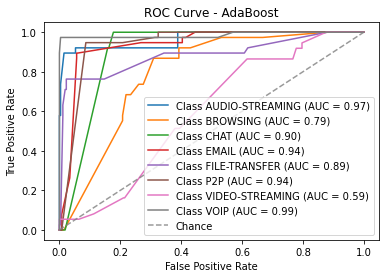 ROC Curve - AdaBoost
True Positive Rate
1.0
0.8
0.6
0.4
0.2
0.0
Class AUDIO-STREAMING (AUC = 0.97)
Class BROWSING (AUC = 0.79)
Class CHAT (AUC = 0.90)
Class EMAIL (AUC = 0.94)
Class FILE-TRANSFER (AUC = 0.89)
Class P2P (AUC = 0.94)
Class VIDEO-STREAMING (AUC = 0.59)
Class VOIP (AUC = 0.99)
Chance
0.0 0.2 0.4 0.6 0.8 1.0
False Positive Rate